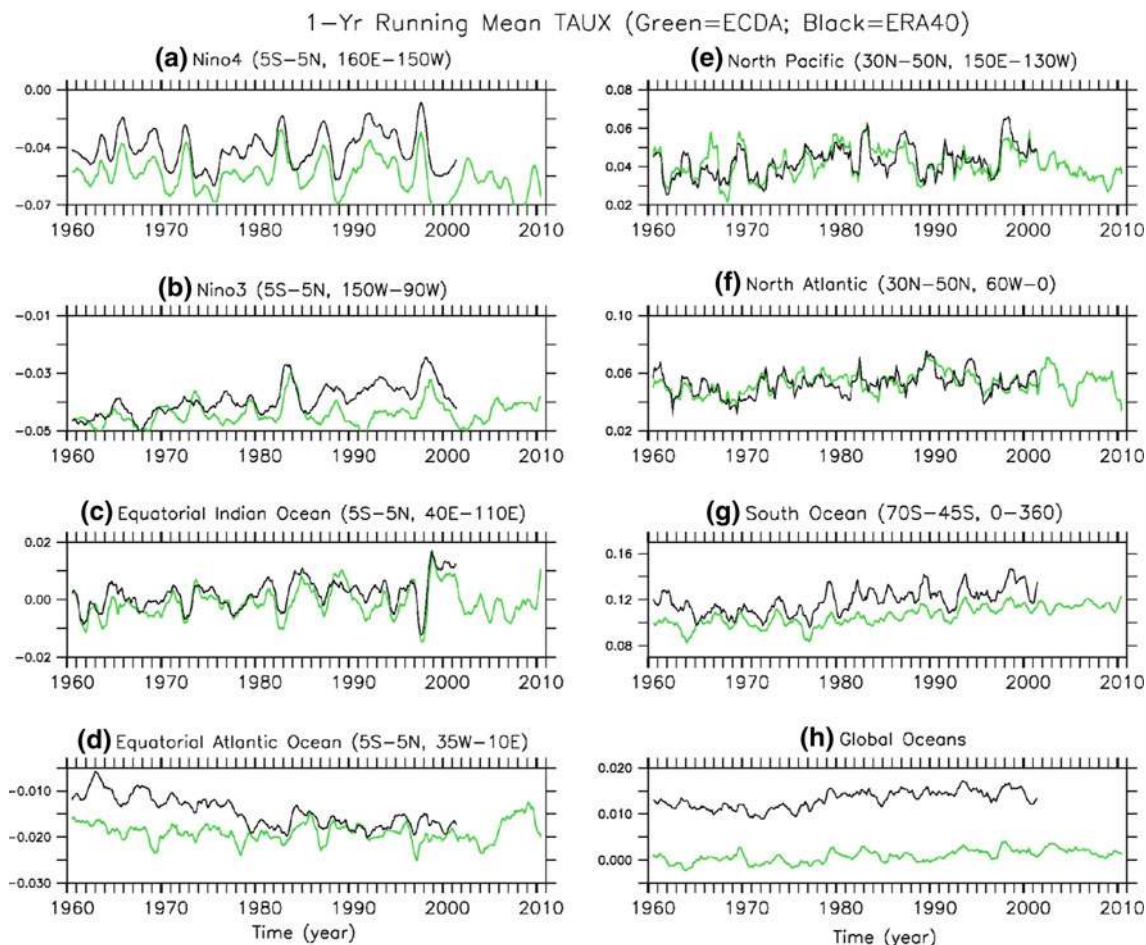 1-Yr Running Mean TAUX (Green=ECDA; Black=ERA40)
(a) Nino4 (5S-5N, 160E-150W)
0.00
-0.04
-0.07
1960 1970 1980 1990 2000 2010
(b) Nino3 (5S-5N, 150W-90W)
-0.01
-0.03
-0.05
1960 1970 1980 1990 2000 2010
(c) Equatorial Indian Ocean (5S-5N, 40E-110E)
0.02
0.00
-0.02
1960 1970 1980 1990 2000 2010
(d) Equatorial Atlantic Ocean (5S-5N, 35W-10E)
-0.010
-0.020
-0.030
1960 1970 1980 1990 2000 2010
Time (year)
(e) North Pacific (30N-50N, 150E-130W)
0.08
0.06
0.04
0.02
1960 1970 1980 1990 2000 2010
(f) North Atlantic (30N-50N, 60W-0)
0.10
0.06
0.02
1960 1970 1980 1990 2000 2010
(g) South Ocean (70S-45S, 0-360)
0.16
0.12
0.08
1960 1970 1980 1990 2000 2010
(h) Global Oceans
0.020
0.010
0.000
1960 1970 1980 1990 2000 2010
Time (year)